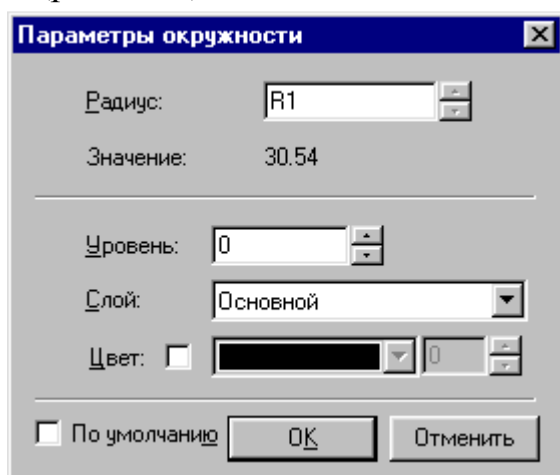 Параметры окружности
Радиус: R1
Значение: 30.54
Уровень: 0
Слой: Основной
Цвет: 0
По умолчанию OK Отменить